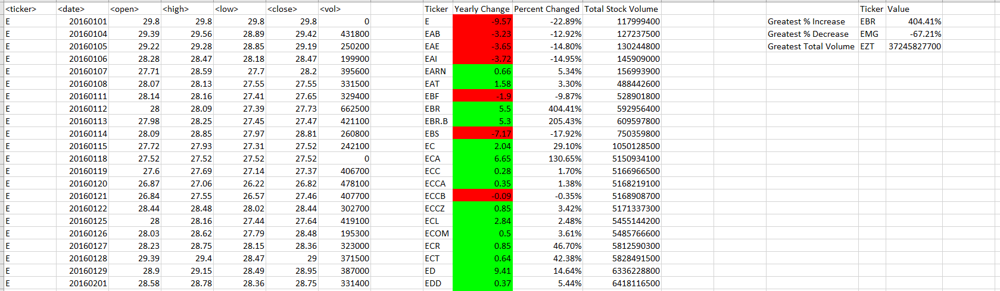 <ticker> <date> <open> <high> <low> <close> <vol> Ticker Yearly Change Percent Changed Total Stock Volume Ticker Value
E 20160101 29.8 29.8 29.8 29.8 0 E -9.57 -22.89% 117999400 Greatest % Increase EBR 404.41%
E 20160104 29.39 29.56 28.89 29.42 431800 EAB -3.23 -12.92% 127237500 Greatest % Decrease EMG -67.21%
E 20160105 29.22 29.28 28.85 29.19 250200 EAE -3.65 -14.80% 130244800 Greatest Total Volume EZT 37245827700
E 20160106 28.28 28.47 28.18 28.47 199900 EAI -3.72 -14.95% 145909000
E 20160107 27.71 28.59 27.7 28.2 395600 EARN 0.66 5.34% 156993900
E 20160108 28.07 28.13 27.55 27.55 331500 EAT 1.58 3.30% 488442600
E 20160111 28.14 28.16 27.41 27.65 329400 EBF -1.9 -9.87% 528901800
E 20160112 28 28.09 27.39 27.73 662500 EBR 5.5 404.41% 592956400
E 20160113 27.98 28.25 27.45 27.47 421100 EBR.B 5.3 205.43% 609597800
E 20160114 28.09 28.85 27.97 28.81 260800 EBS -7.17 -17.92% 750359800
E 20160115 27.72 27.93 27.31 27.52 242100 EC 2.04 29.10% 1050128500
E 20160118 27.52 27.52 27.52 27.52 0 ECA 6.65 130.65% 5150934100
E 20160119 27.6 27.69 27.14 27.37 406700 ECC 0.28 1.70% 5166966500
E 20160120 26.87 27.06 26.22 26.82 478100 ECCA 0.35 1.38% 5168219100
E 20160121 26.84 27.55 26.57 27.46 407700 ECCB -0.09 -0.35% 5168908700
E 20160122 28.44 28.48 28.02 28.44 302700 ECCZ 0.85 3.42% 5171337300
E 20160125 28 28.16 27.44 27.64 419100 ECL 2.84 2.48% 5455144200
E 20160126 28.03 28.62 27.79 28.48 195300 ECOM 0.5 3.61% 5485766600
E 20160127 28.23 28.75 28.15 28.36 323000 ECR 0.85 46.70% 5812590300
E 20160128 29.39 29.4 28.47 29 371500 ECT 0.64 42.38% 5828491500
E 20160129 28.9 29.15 28.49 28.95 387000 ED 9.41 14.64% 6336228800
E 20160201 28.58 28.78 28.36 28.75 331400 EDD 0.37 5.44% 6418116500